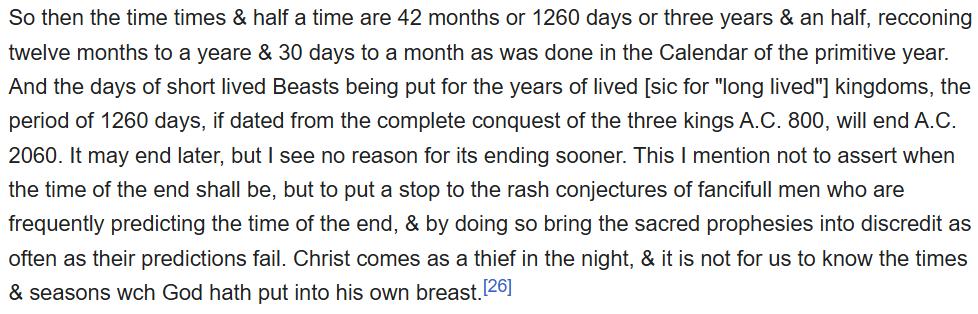 So then the time times & half a time are 42 months or 1260 days or three years & an half, recconing
twelve months to a yeare & 30 days to a month as was done in the Calendar of the primitive year.
And the days of short lived Beasts being put for the years of lived [sic for "long lived"] kingdoms, the
period of 1260 days, if dated from the complete conquest of the three kings A.C. 800, will end A.C.
2060. It may end later, but I see no reason for its ending sooner. This I mention not to assert when
the time of the end shall be, but to put a stop to the rash conjectures of fancifull men who are
frequently predicting the time of the end, & by doing so bring the sacred prophesies into discredit as
often as their predictions fail. Christ comes as a thief in the night, & it is not for us to know the times
& seasons wch God hath put into his own breast.[26]